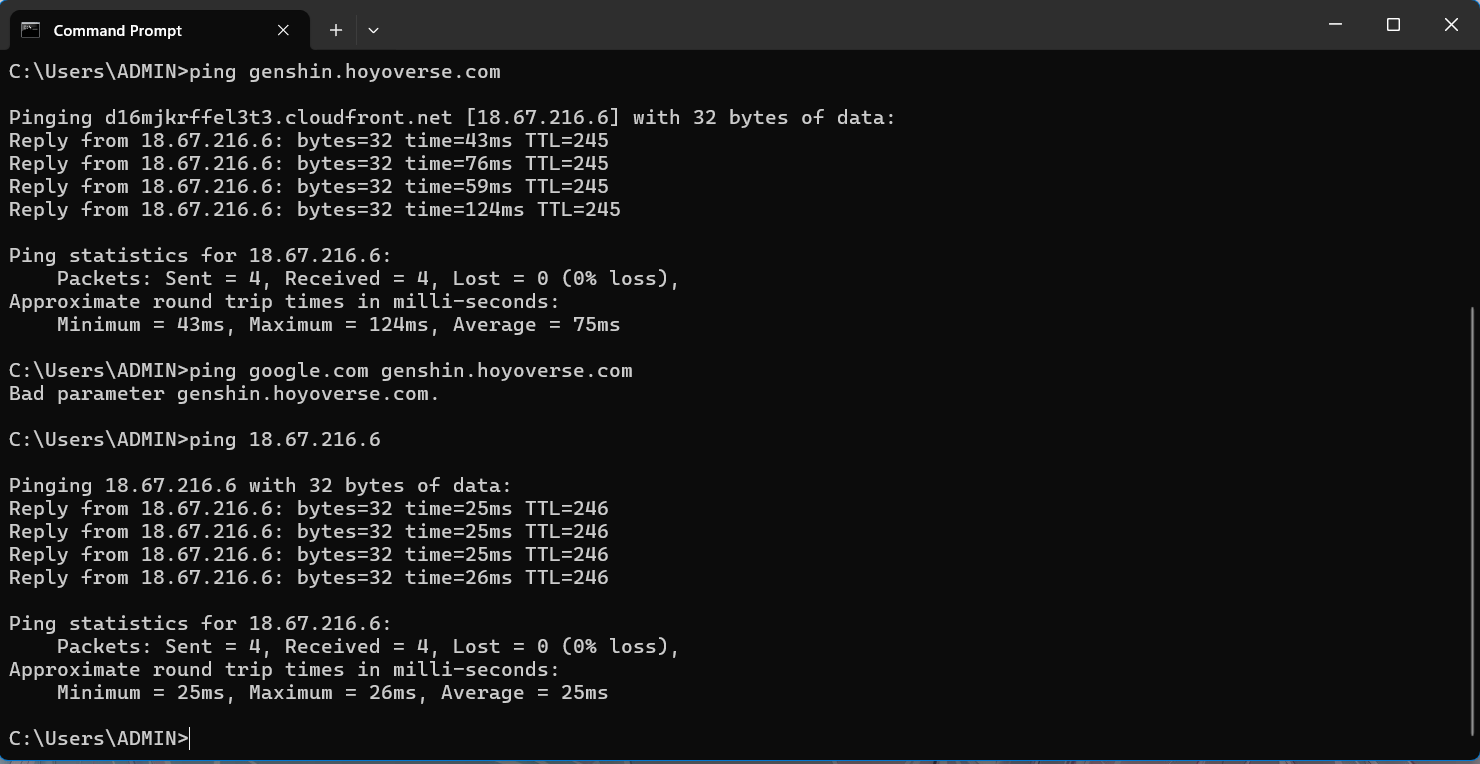 Command Prompt
C:\Users\ADMIN>ping genshin.hoyoverse.com
Pinging d16mjkrffel3t3.cloudfront.net [18.67.216.6] with 32 bytes of data:
Reply from 18.67.216.6: bytes=32 time=43ms TTL=245
Reply from 18.67.216.6: bytes=32 time=76ms TTL=245
Reply from 18.67.216.6: bytes=32 time=59ms TTL=245
Reply from 18.67.216.6: bytes=32 time=124ms TTL=245
Ping statistics for 18.67.216.6:
Packets: Sent = 4, Received = 4, Lost = 0 (0% loss),
Approximate round trip times in milli-seconds:
Minimum = 43ms, Maximum = 124ms, Average = 75ms
C:\Users\ADMIN>ping google.com genshin.hoyoverse.com
Bad parameter genshin.hoyoverse.com.
C:\Users\ADMIN>ping 18.67.216.6
Pinging 18.67.216.6 with 32 bytes of data:
Reply from 18.67.216.6: bytes=32 time=25ms TTL=246
Reply from 18.67.216.6: bytes=32 time=25ms TTL=246
Reply from 18.67.216.6: bytes=32 time=25ms TTL=246
Reply from 18.67.216.6: bytes=32 time=26ms TTL=246
Ping statistics for 18.67.216.6:
Packets: Sent = 4, Received = 4, Lost = 0 (0% loss),
Approximate round trip times in milli-seconds:
Minimum = 25ms, Maximum = 26ms, Average = 25ms
C:\Users\ADMIN>